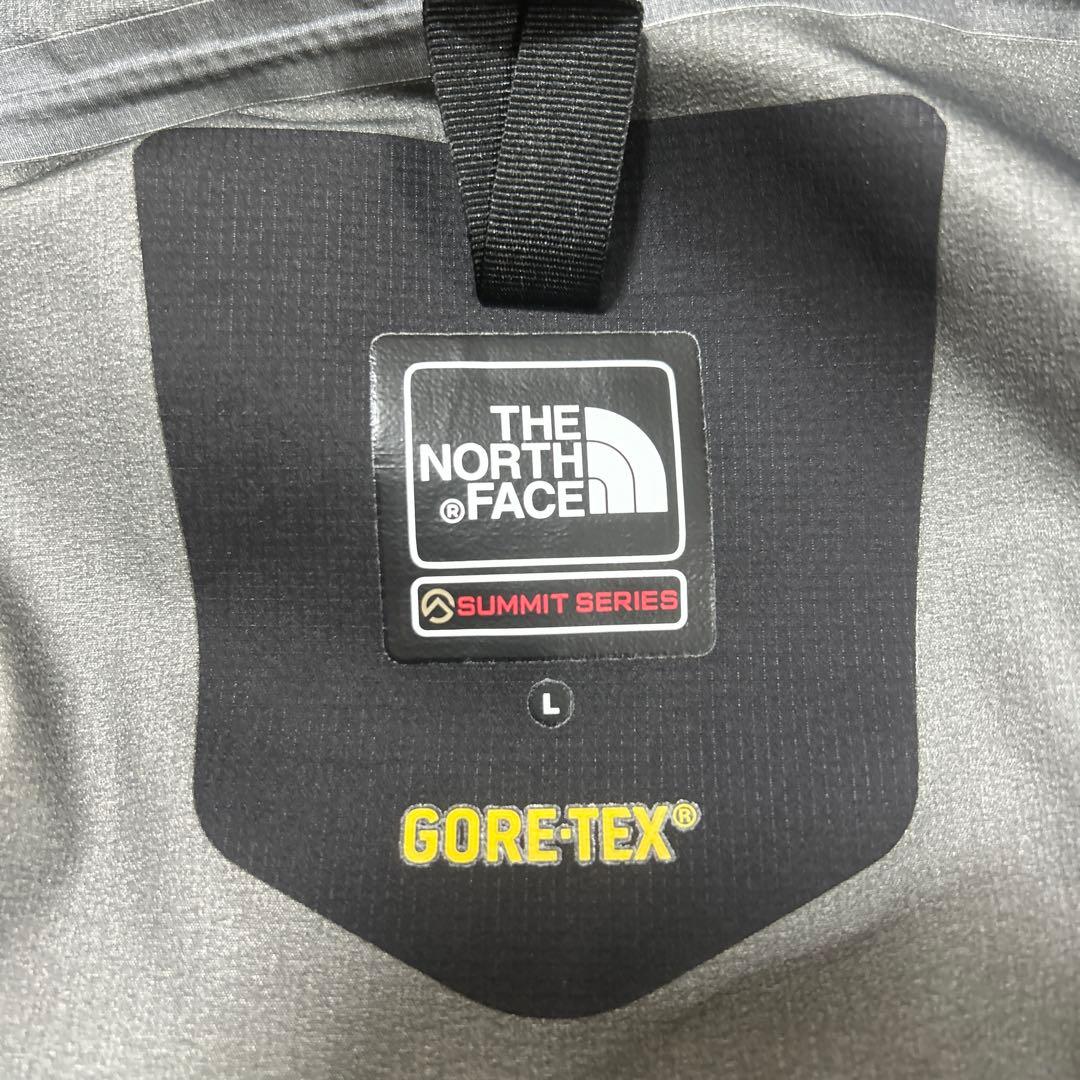 THE
NORTH
®FACE
SUMMIT SERIES
L
GORE·TEX®